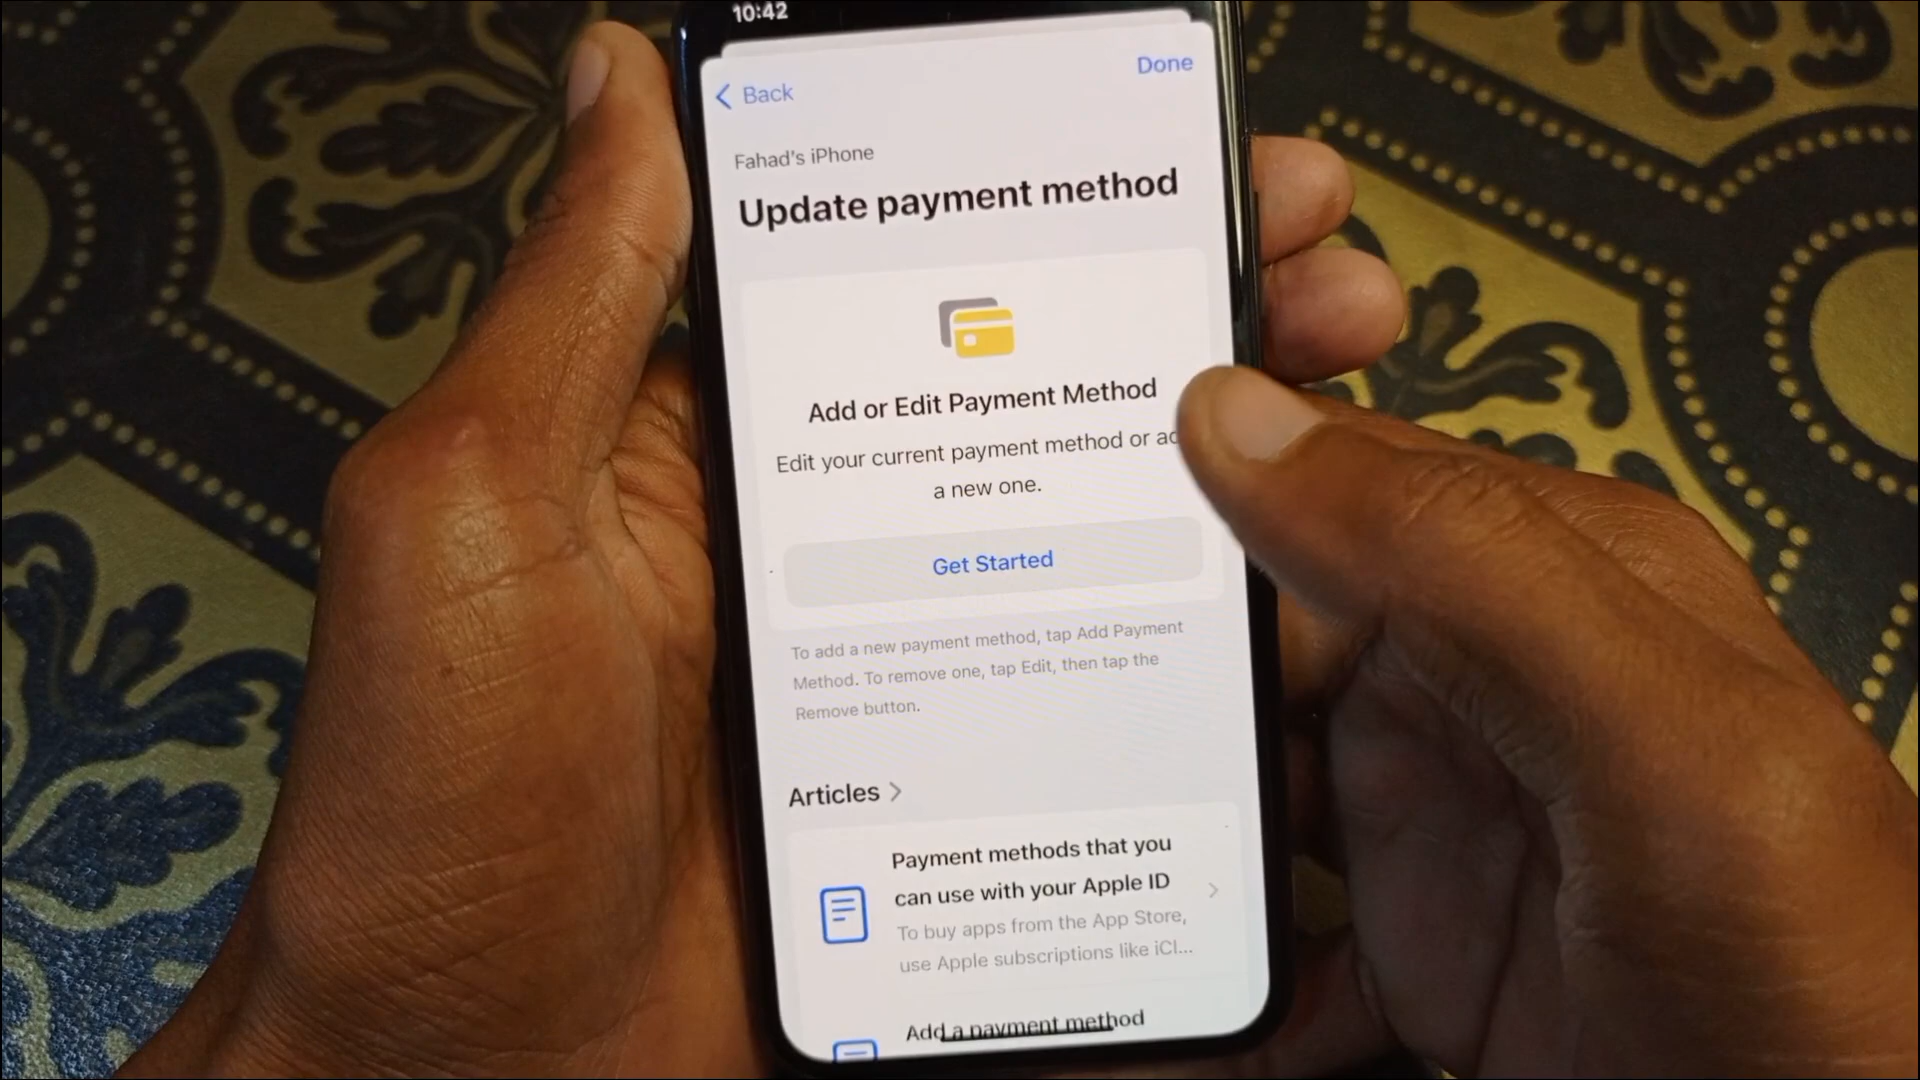 10:42
Back
Done
Fahad's iPhone
Update payment method
Add or Edit Payment Method
Edit your current payment method or
a new one.
Get Started
To add a new payment method, tap Add Payment
Method. To remove one, tap Edit, then tap the
Remove button.
Articles
Payment methods that you
can use with your Apple ID
To buy apps from the App Store,
use Apple subscriptions like iCl...
Add a payment method